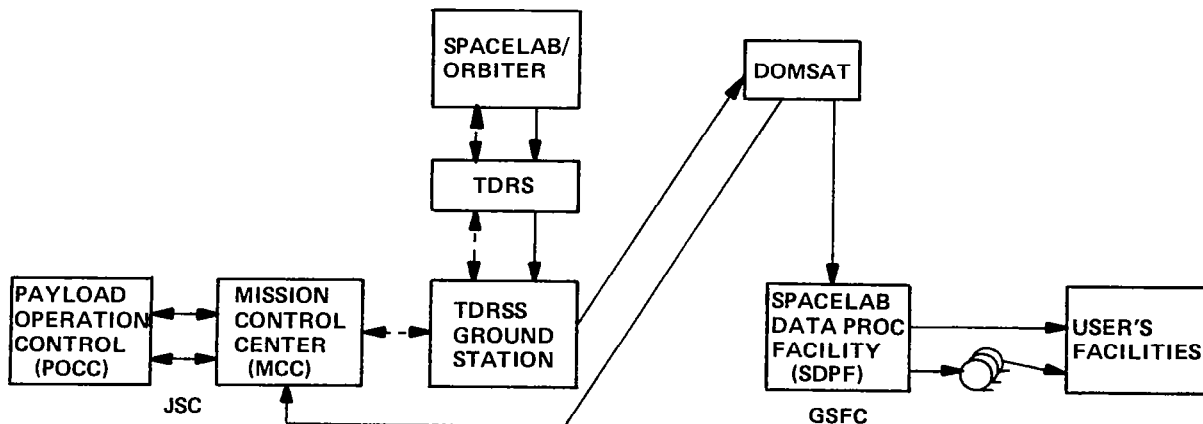 SPACELAB/
ORBITER
DOMSAT
TDRS
PAYLOAD
OPERATION
CONTROL
(POCC)
MISSION
CONTROL
CENTER
(MCC)
TDRSS
GROUND
STATION
SPACELAB
DATA PROC
FACILITY
(SDPF)
USER'S
FACILITIES
JSC
GSFC